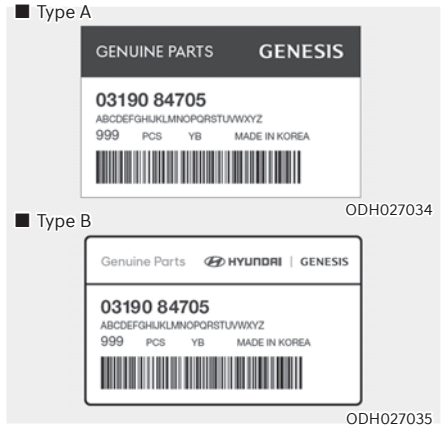 ■ Type A
GENUINE PARTS GENESIS
03190 84705
ABCDEFGHIJKLMNOPQRSTUVWXYZ
999 PCS YB MADE IN KOREA
ODH027034
■ Type B
Genuine Parts HYUNDAI | GENESIS
03190 84705
ABCDEFGHIJKLMNOPQRSTUVWXYZ
999 PCS YB MADE IN KOREA
ODH027035